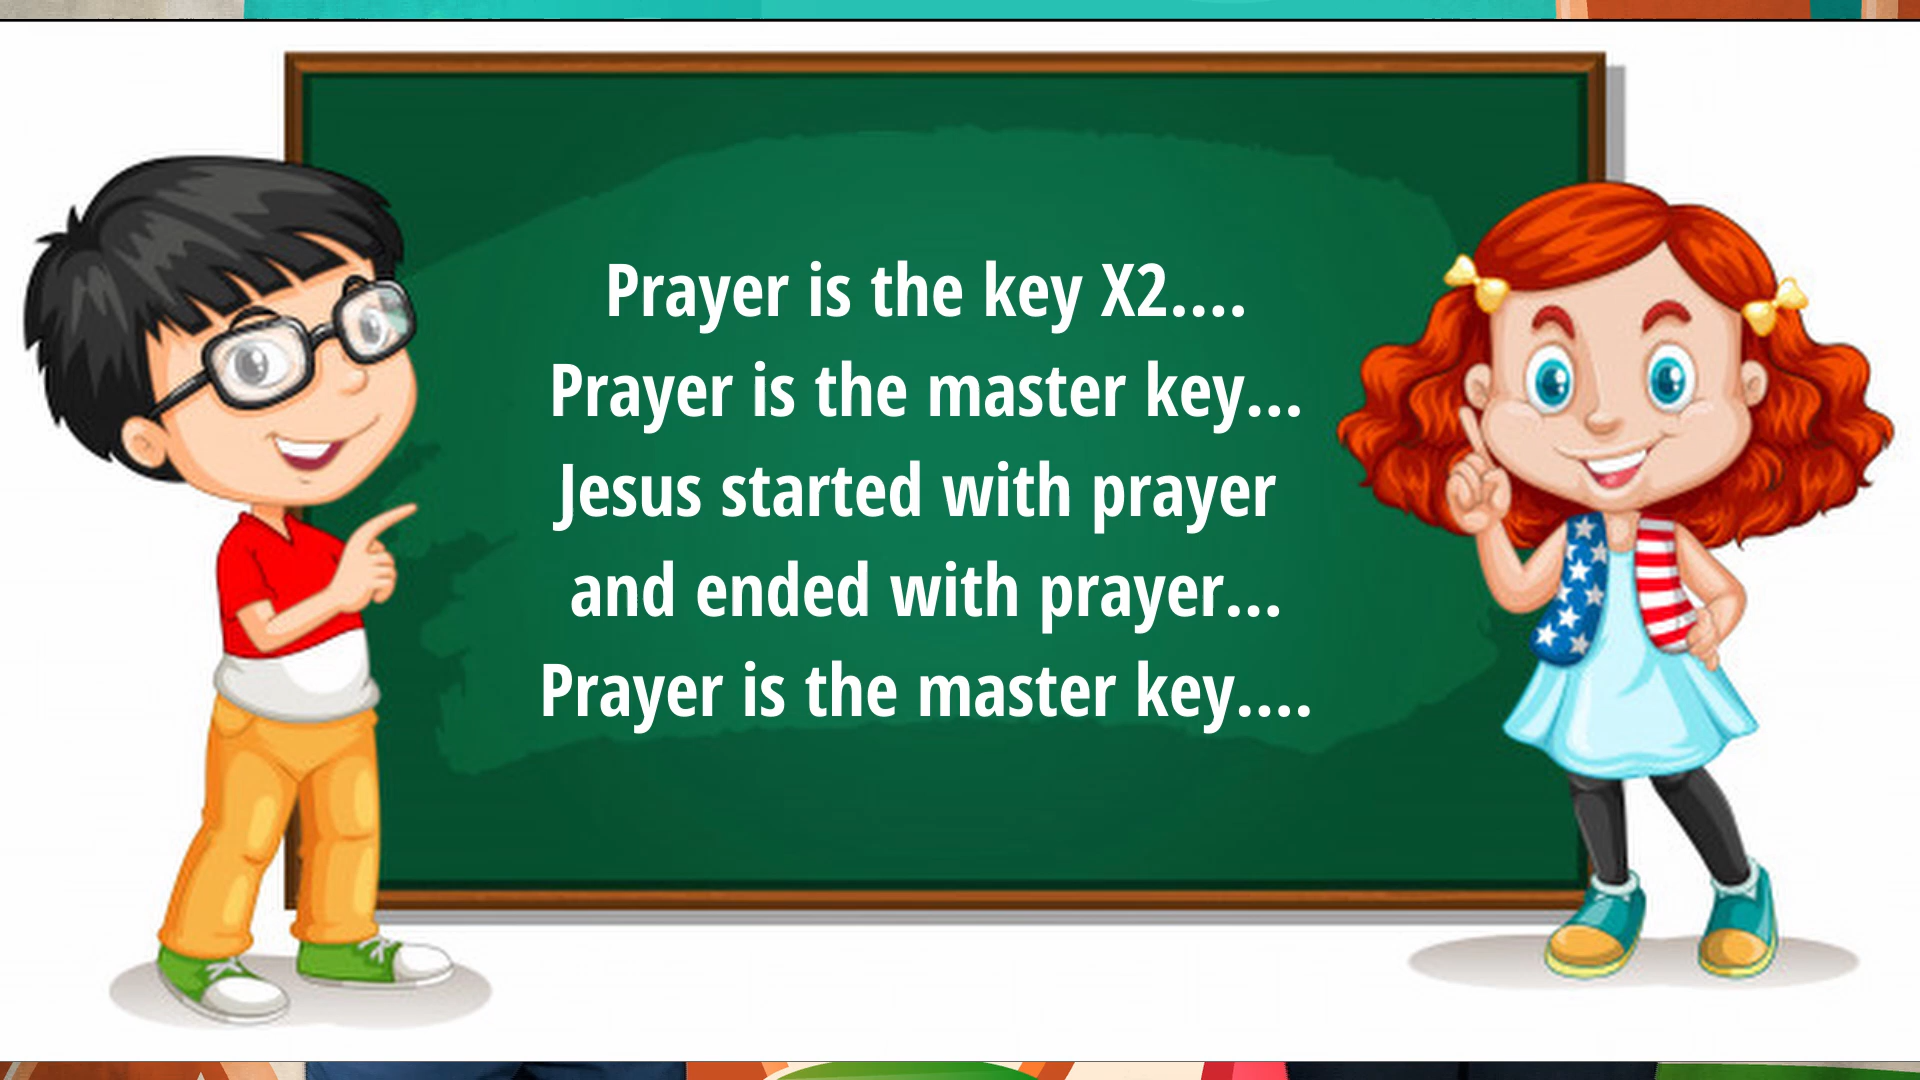 Prayer is the key X2....
Prayer is the master key...
Jesus started with prayer
and ended with prayer...
Prayer is the master key....